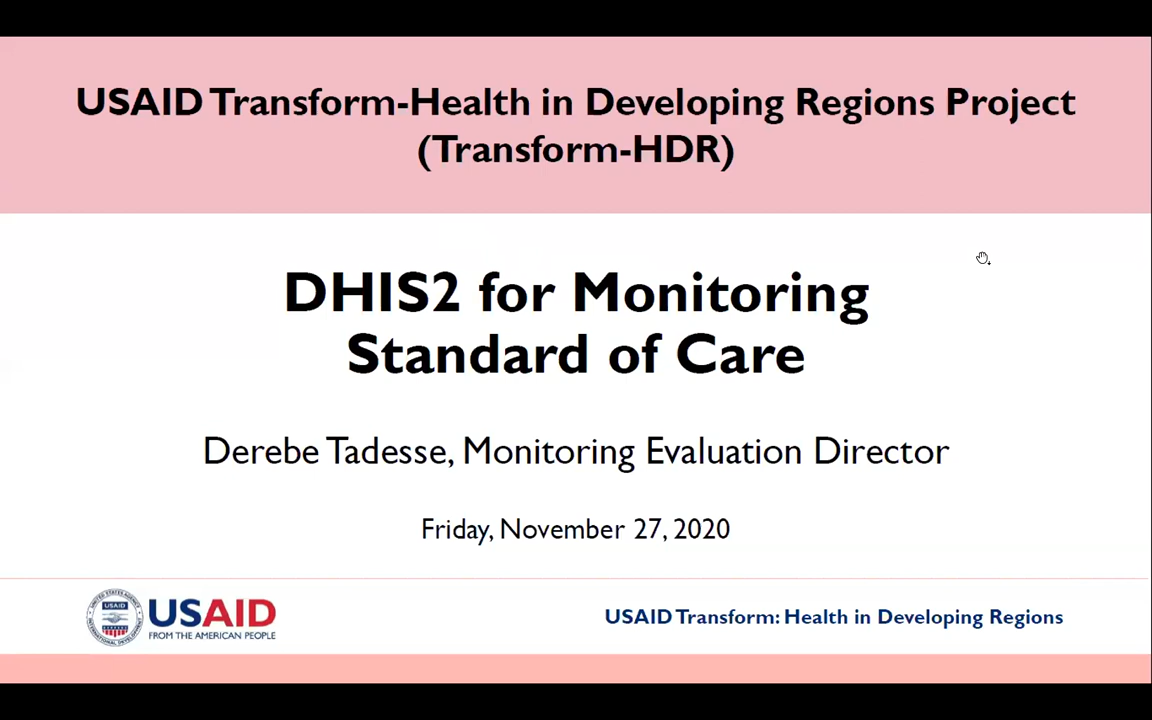 USAID Transform-Health in Developing Regions Project
(Transform-HDR)
DHIS2 for Monitoring
Standard of Care
Derebe Tadesse, Monitoring Evaluation Director
Friday, November 27, 2020
USAID
USAID
FROM THE AMERICAN PEOPLE
USAID Transform: Health in Developing Regions